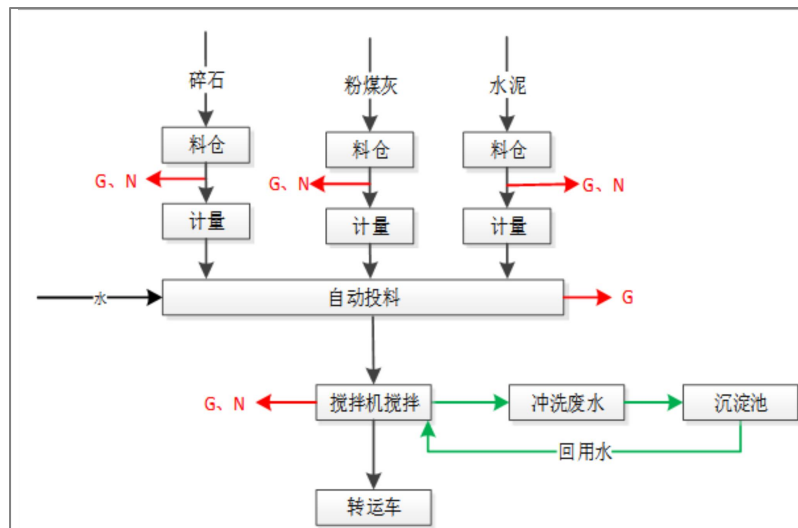 碎石
粉煤灰
水泥
料仓
料仓
料仓
G、N
G、N
G、N
计量
计量
计量
水
自动投料
G
G、N
搅拌机搅拌
冲洗废水
沉淀池
回用水
转运车